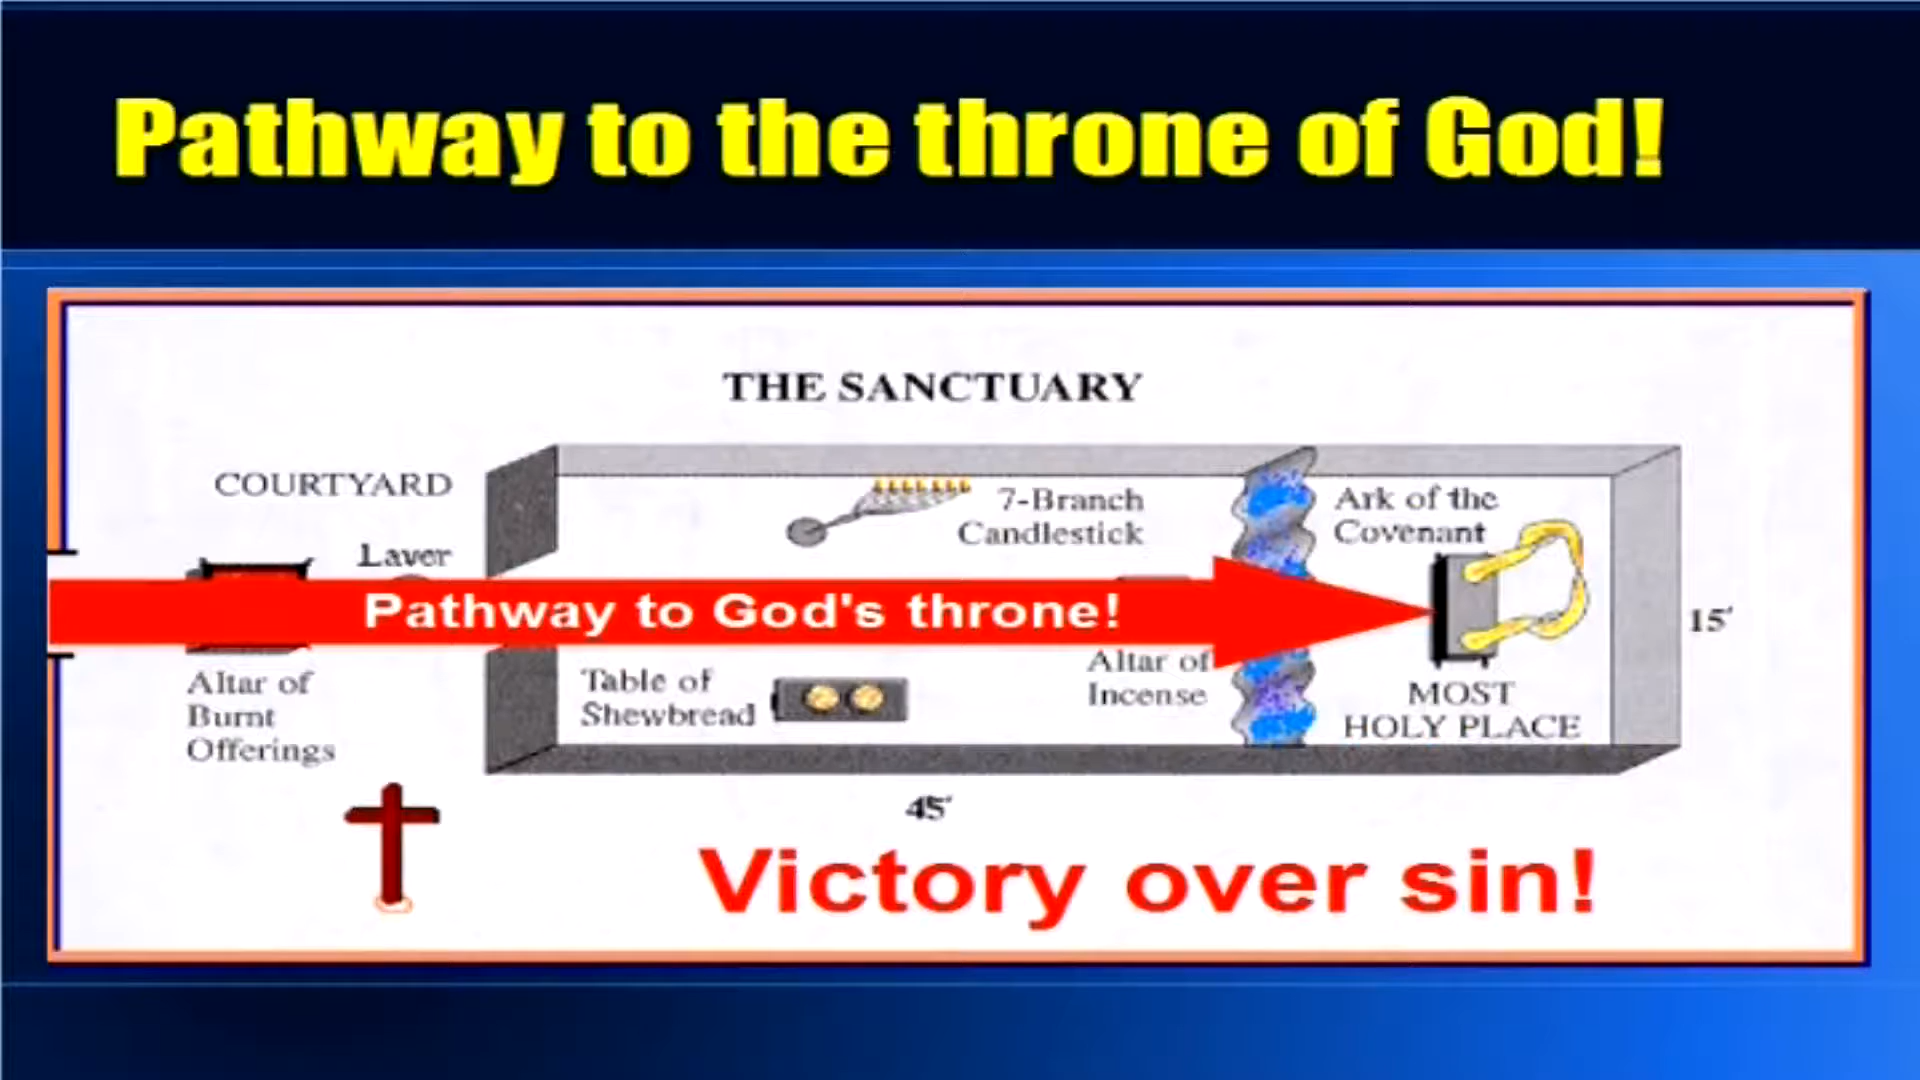 Pathway to the throne of God!
THE SANCTUARY
COURTYARD
Laver
7-Branch
Candlestick
Ark of the
Covenant
Pathway to God's throne!
15'
Altar of
Burnt
Offerings
Table of
Shewbread
Altar of
Incense
MOST
HOLY PLACE
45'
Victory over sin!